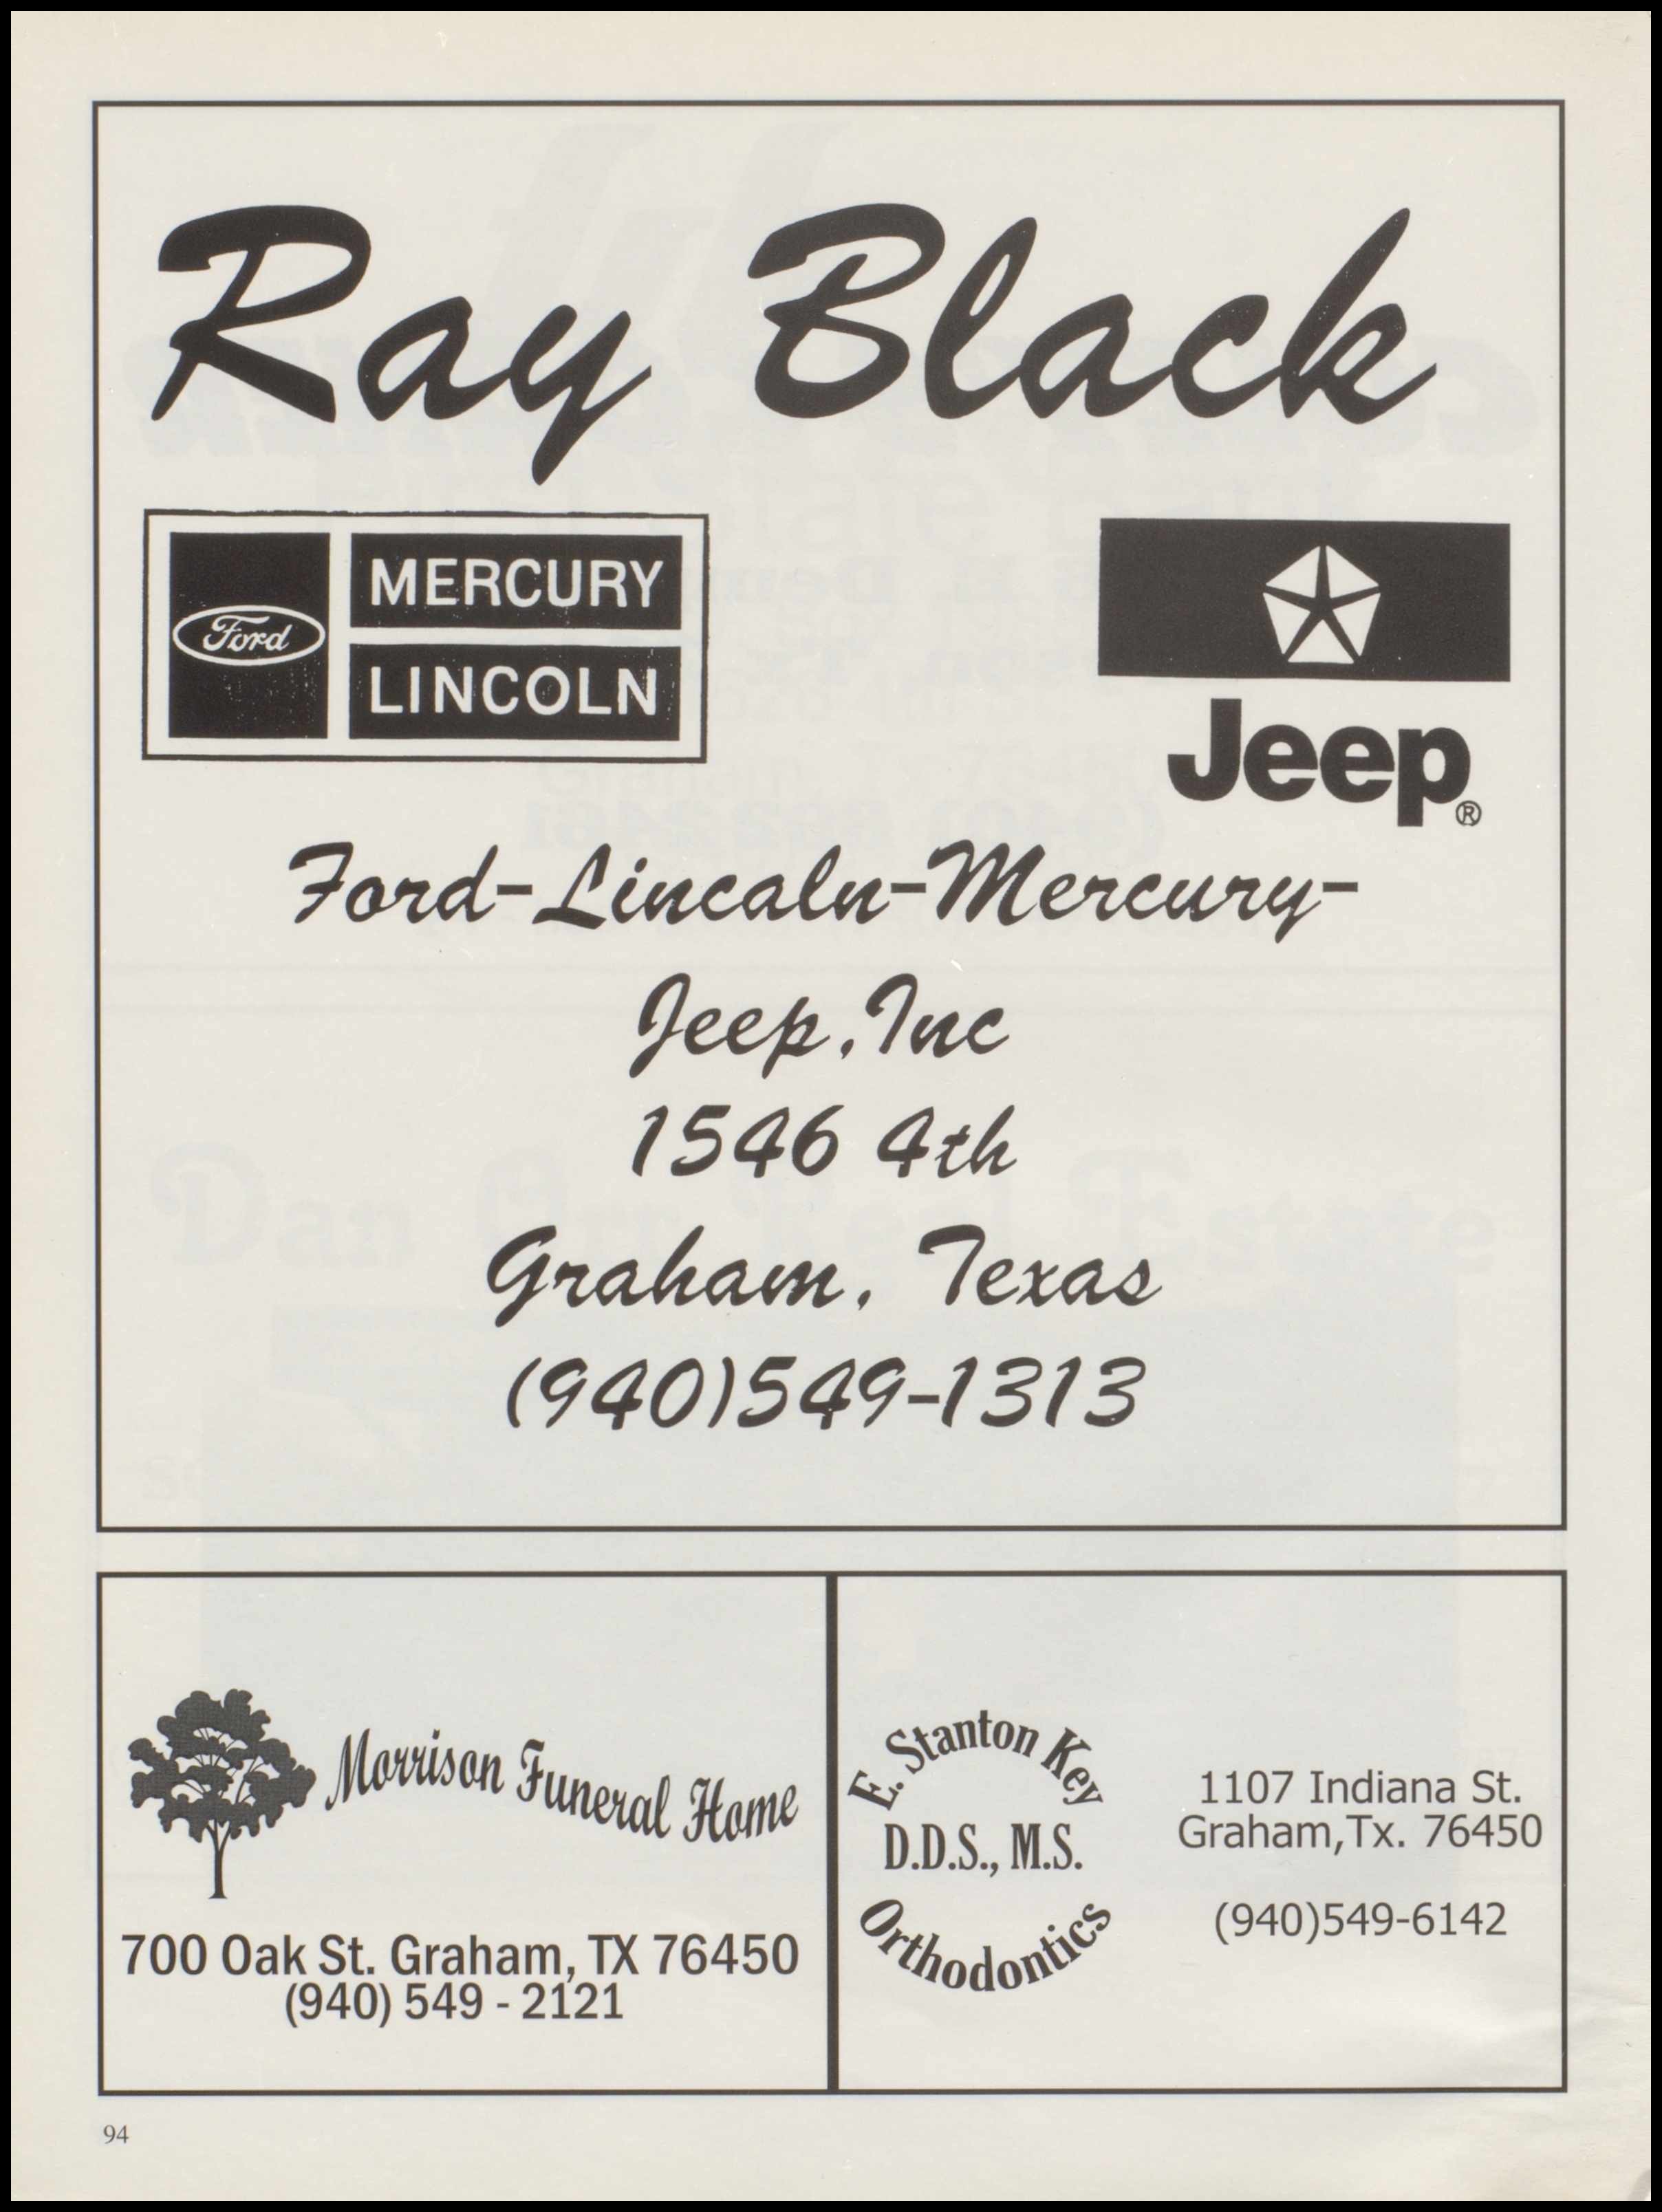 Ray Black
Ford
MERCURY
LINCOLN
Jeep®
Ford-Lincaln-Mercury-
Jeep,Inc
1546 4th
Graham, Texas
(940)549-1313
Morrison Funeral Home
700 Oak St. Graham, TX 76450
(940) 549 - 2121
E. Stanton Key
D.D.S., M.S.
Orthodontics
1107 Indiana St.
Graham,Tx. 76450
(940)549-6142
94